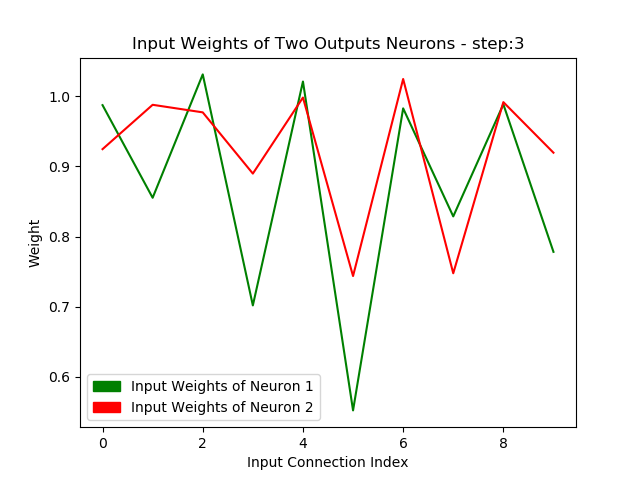 Input Weights of Two Outputs Neurons - step:3
1.0
0.9
0.8
0.7
0.6
Weight
Input Weights of Neuron 1
Input Weights of Neuron 2
0 2 4 6 8
Input Connection Index